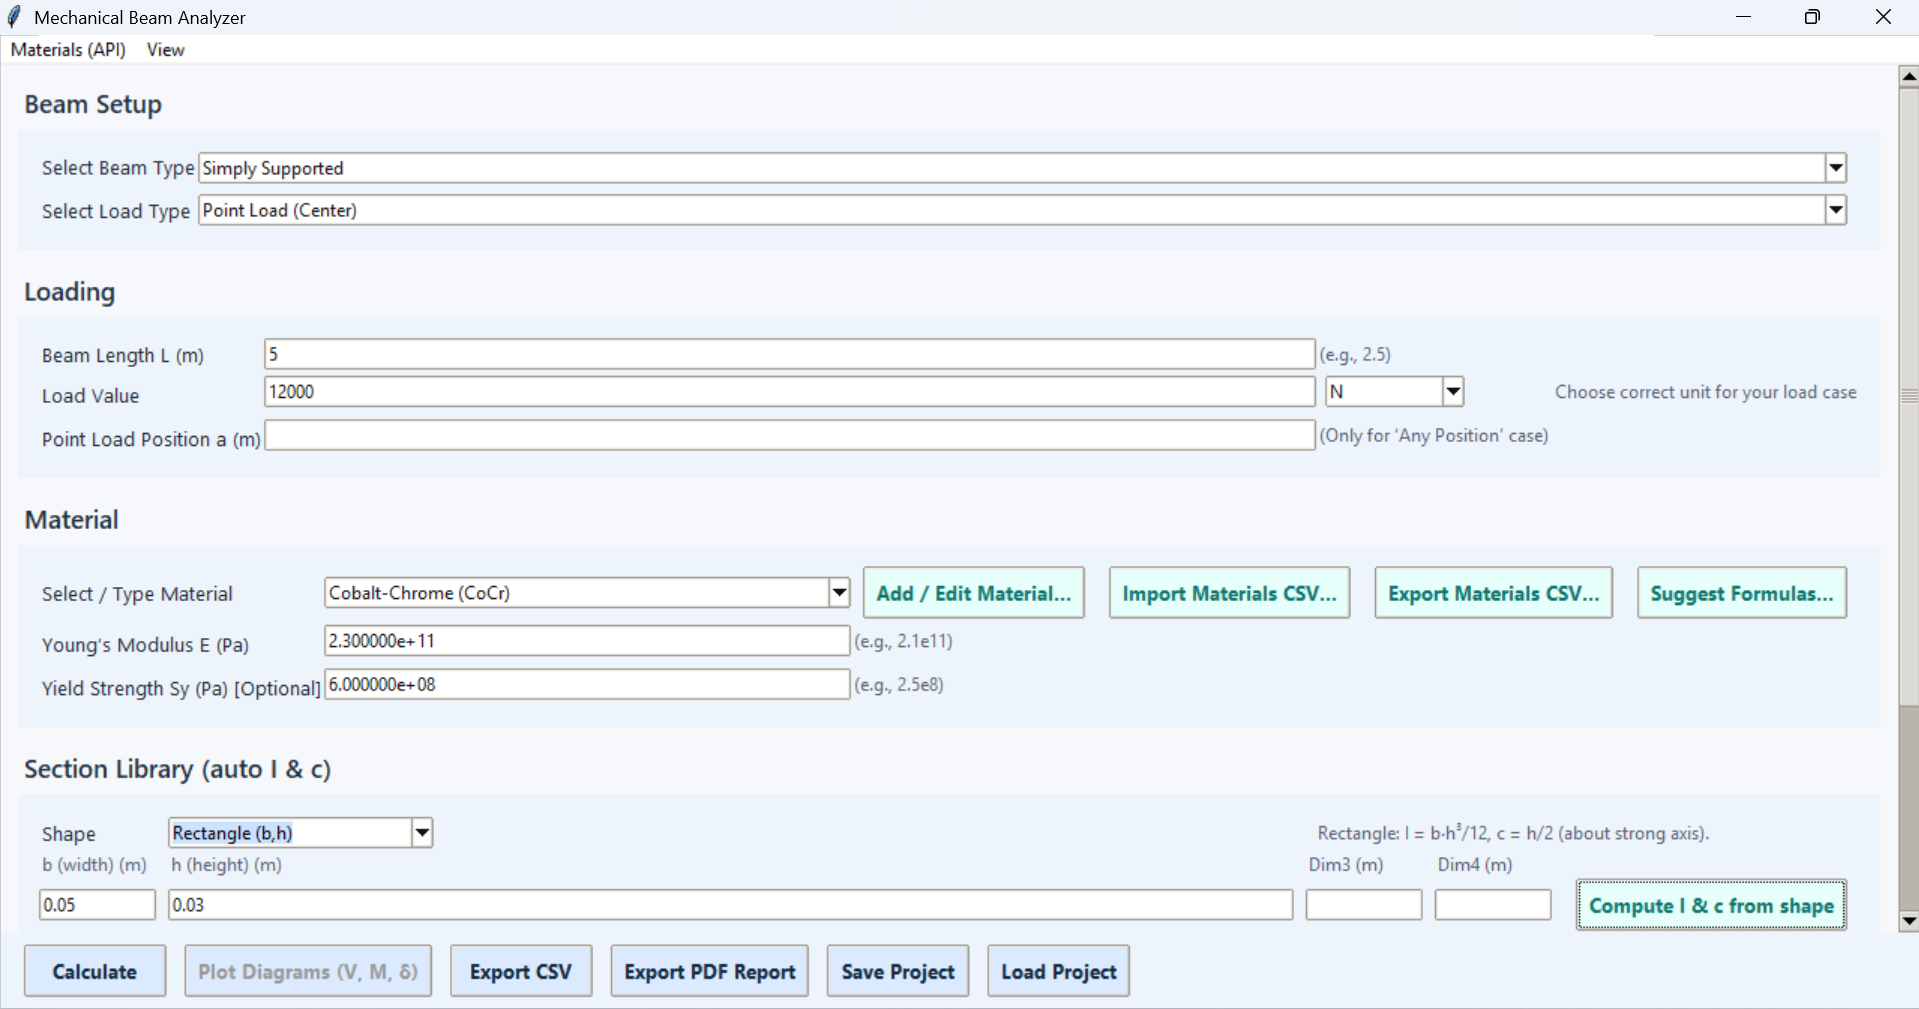 Mechanical Beam Analyzer
Materials (API) View
Beam Setup
Select Beam Type Simply Supported
Select Load Type Point Load (Center)
Loading
Beam Length L (m) 5 (e.g., 2.5)
Load Value 12000 N Choose correct unit for your load case
Point Load Position a (m) (Only for 'Any Position' case)
Material
Select / Type Material Cobalt-Chrome (CoCr) Add / Edit Material... Import Materials CSV... Export Materials CSV... Suggest Formulas...
Young's Modulus E (Pa) 2.300000e+11 (e.g., 2.1e11)
Yield Strength Sy (Pa) [Optional] 6.000000e+08 (e.g., 2.5e8)
Section Library (auto I & c)
Shape Rectangle (b,h) Rectangle: I = b·h³/12, c = h/2 (about strong axis).
b (width) (m) h (height) (m) Dim3 (m) Dim4 (m)
0.05 0.03 Compute I & c from shape
Calculate Plot Diagrams (V, M, δ) Export CSV Export PDF Report Save Project Load Project